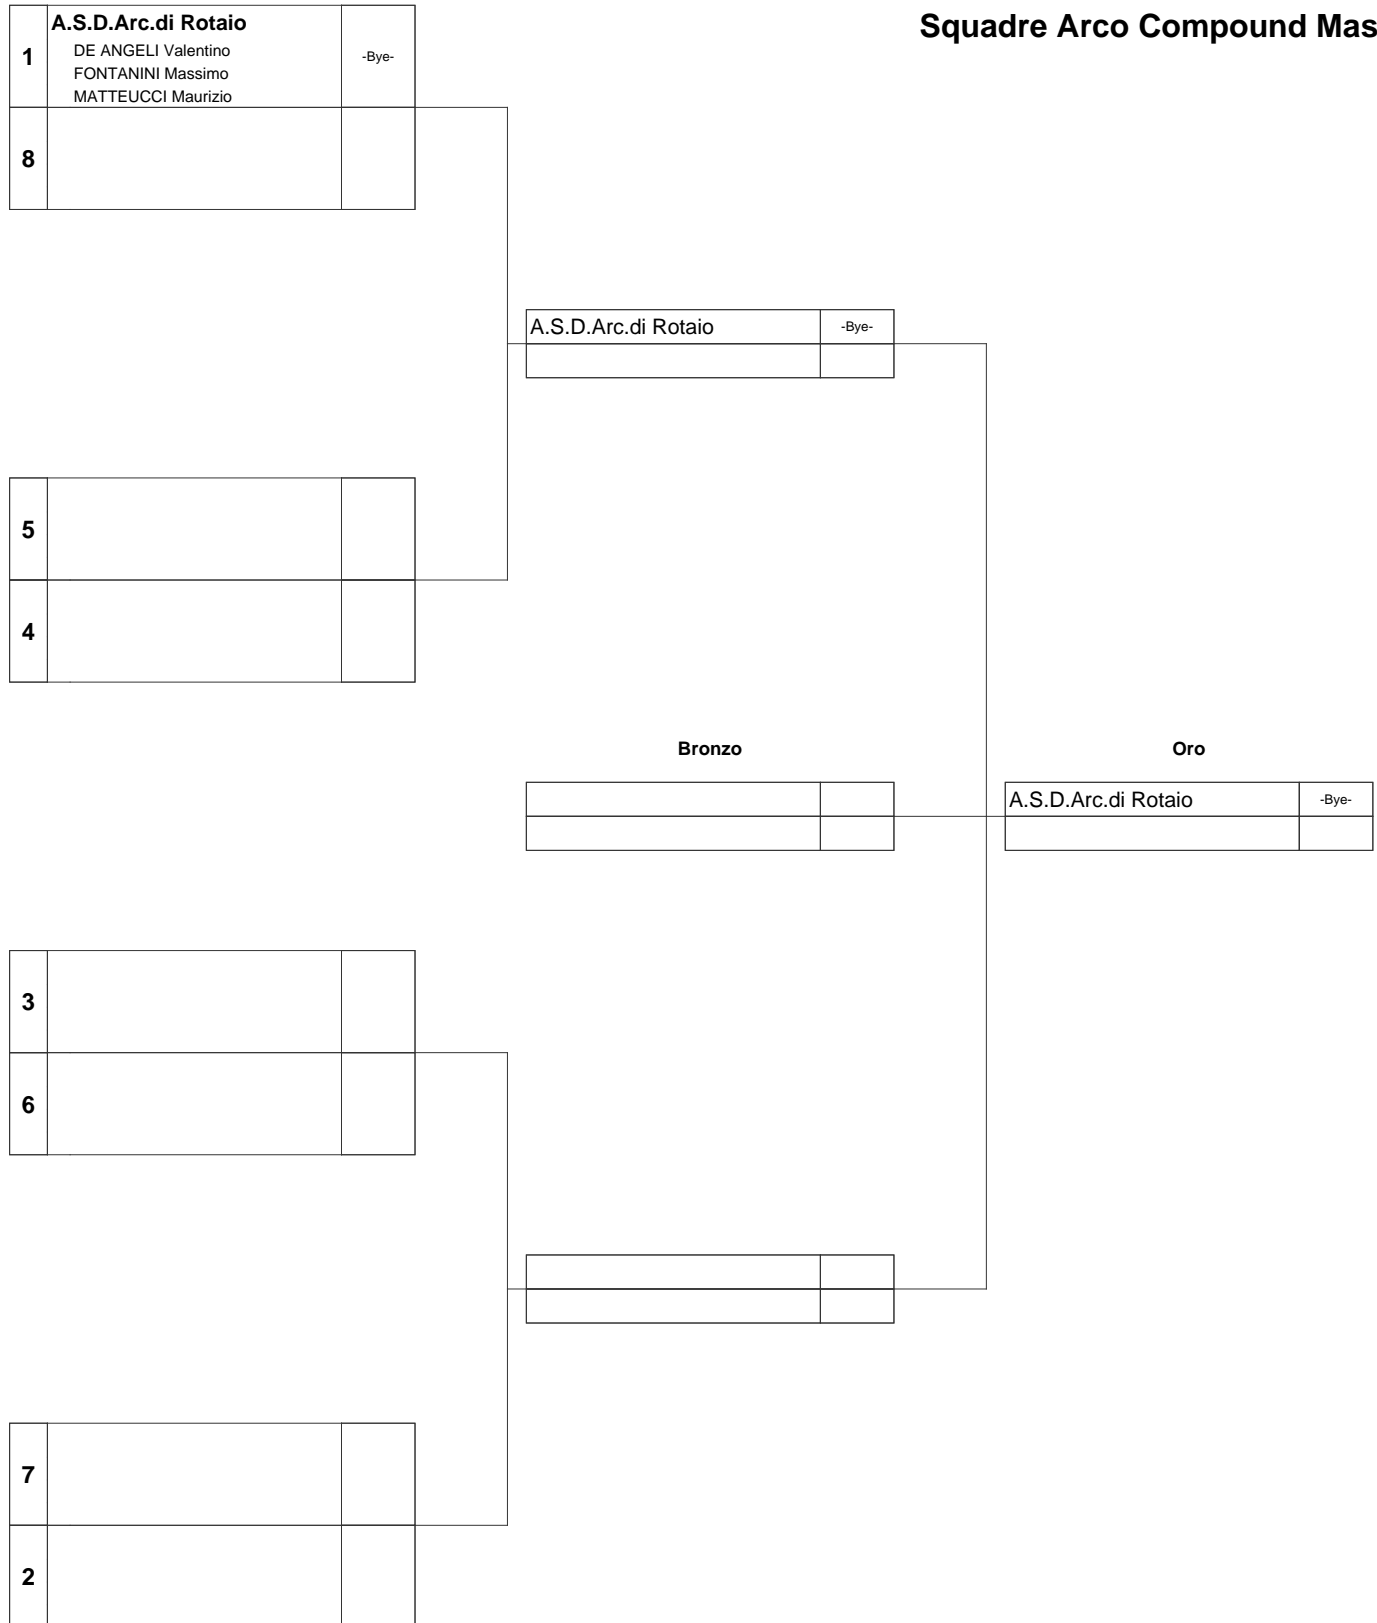 Squadre Arco Compound Mas
1
A.S.D.Arc.di Rotaio
DE ANGELI Valentino
FONTANINI Massimo
MATTEUCCI Maurizio
-Bye-
8
A.S.D.Arc.di Rotaio -Bye-
5
4
Bronzo
Oro
A.S.D.Arc.di Rotaio -Bye-
3
6
7
2